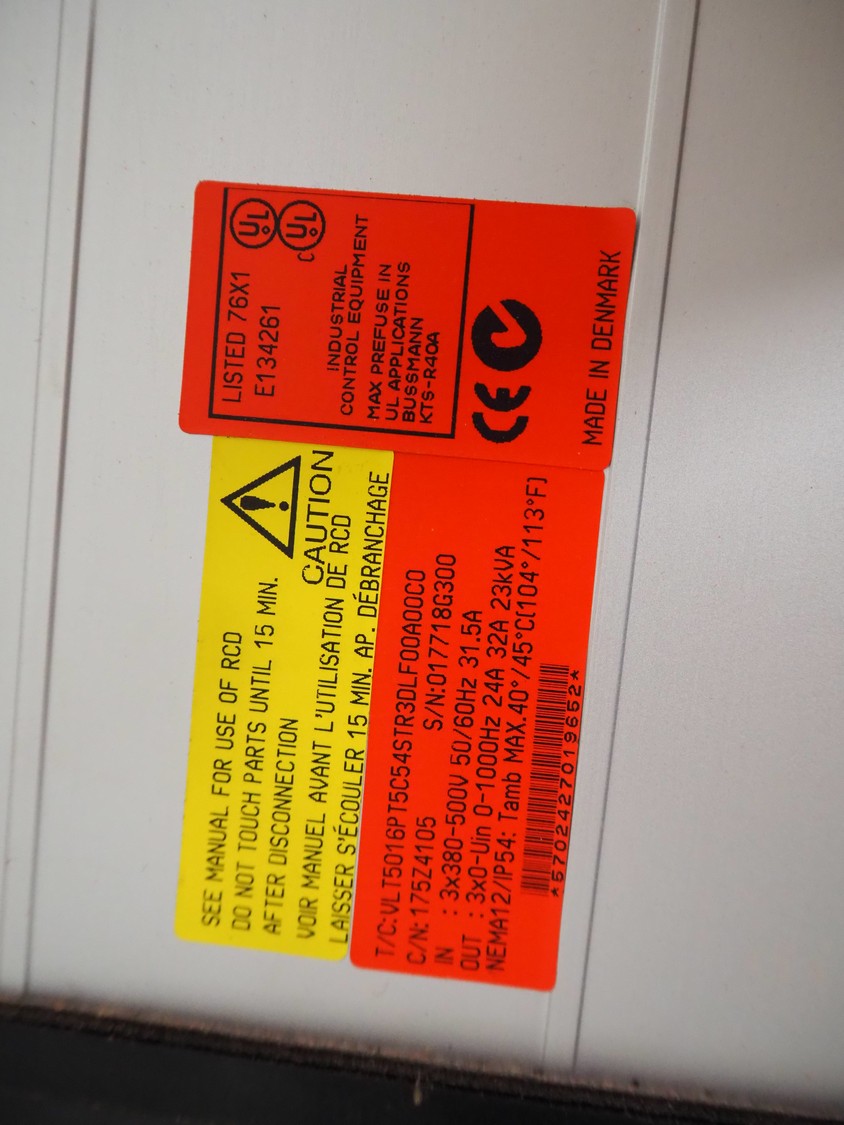 SEE MANUAL FOR USE OF RCD
DO NOT TOUCH PARTS UNTIL 15 MIN.
AFTER DISCONNECTION
CAUTION
VOIR MANUEL AVANT L'UTILISATION DE RCD
LAISSER S'ÉCOULER 15 MIN. AP. DÉBRANCHAGE
T/C:VLT5016PT5C54STR3DLF00A00C0
C/N:175Z4105 S/N:017718G300
IN : 3x380-500V 50/60Hz 31.5A
OUT : 3x0-Uin 0-1000Hz 24A 32A 23kVA
NEMA12/IP54: Tamb MAX.40°/45°C[104°/113°F]
*5702427019652*
LISTED 76X1
E134261
UL
C UL
INDUSTRIAL
CONTROL EQUIPMENT
MAX PREFUSE IN
UL APPLICATIONS
BUSSMANN
KTS-R40A
CE
MADE IN DENMARK